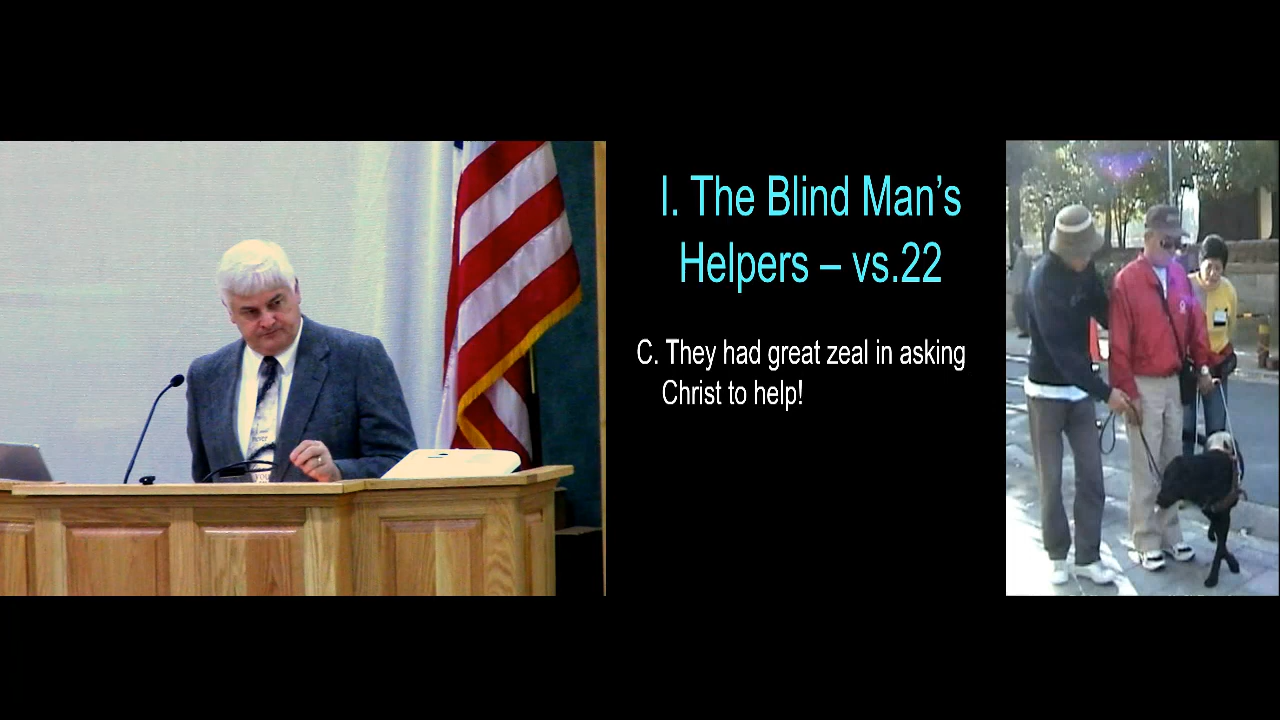 I. The Blind Man's
Helpers – vs.22
C. They had great zeal in asking
Christ to help!